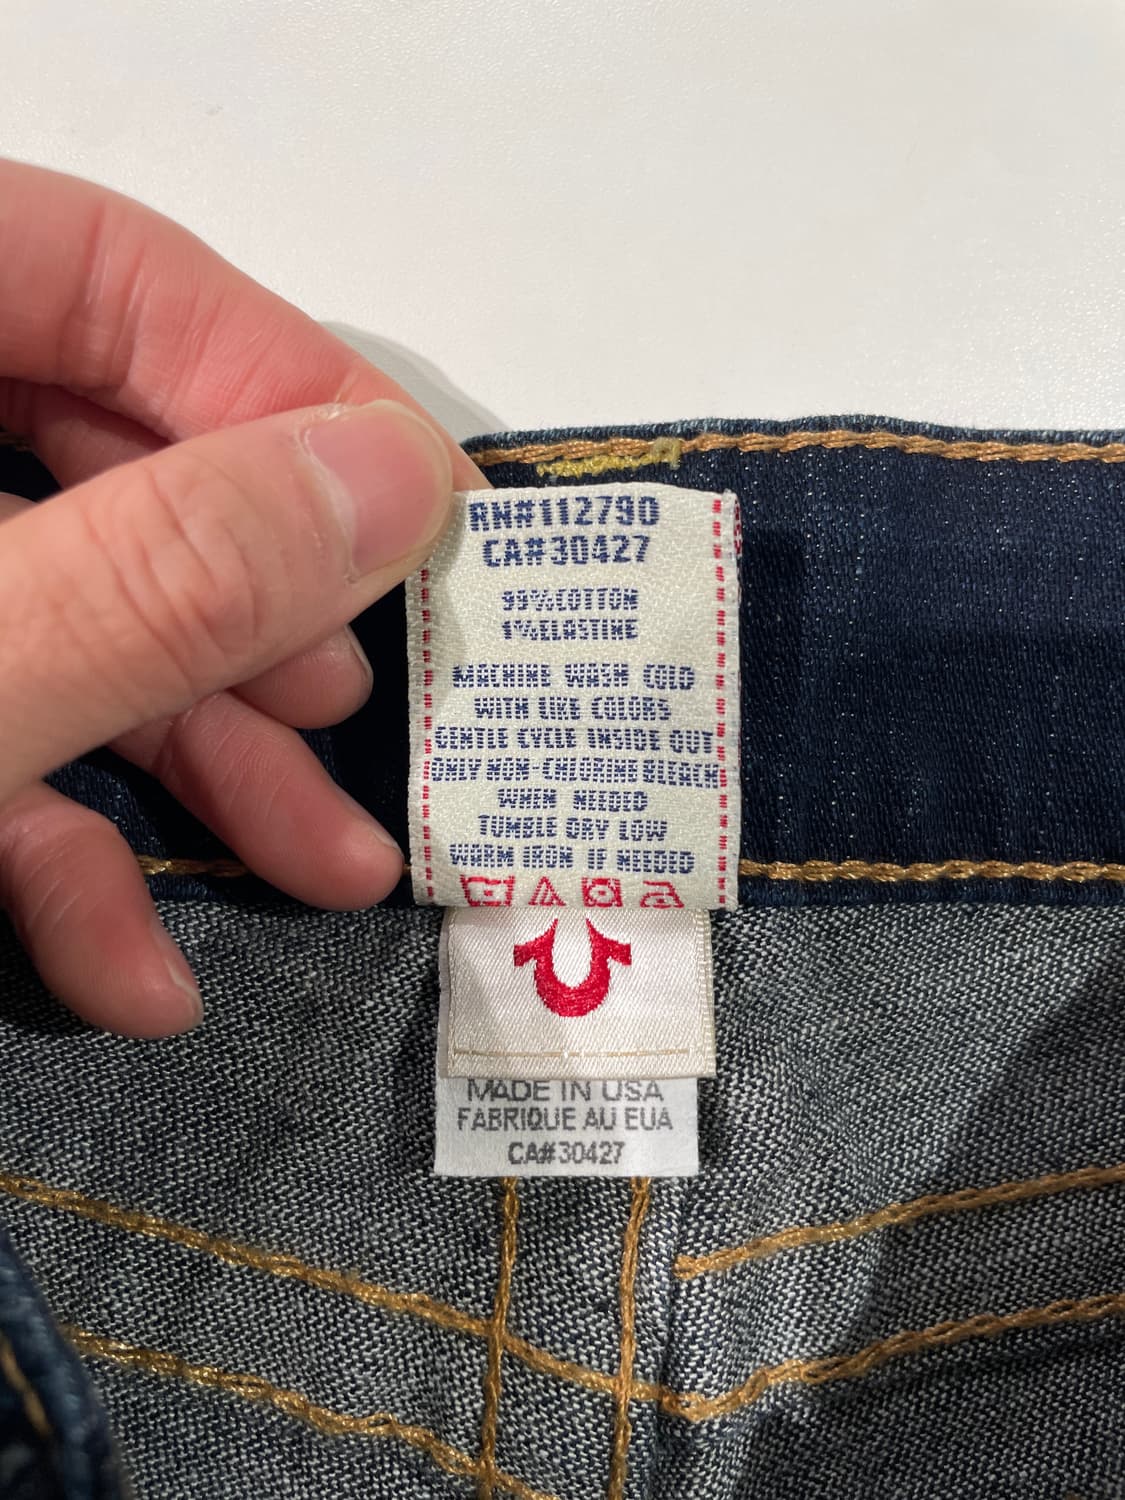 RN#112790
CA#30427
99%COTTON
1%ELASTINE
MACHINE WASH COLD
WITH LIKE COLORS
GENTLE CYCLE INSIDE OUT
ONLY NON-CHLORINE BLEACH
WHEN NEEDED
TUMBLE DRY LOW
WARM IRON IF NEEDED
MADE IN USA
FABRIQUE AU EUA
CA#30427